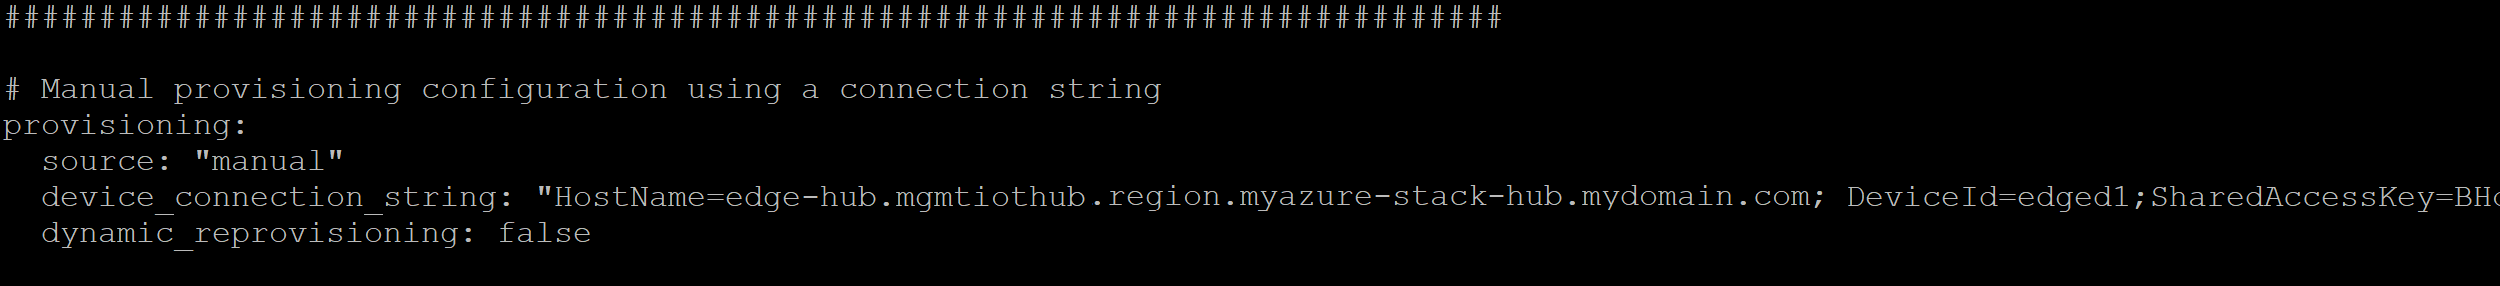 ###############################################################################
# Manual provisioning configuration using a connection string
provisioning:
  source: "manual"
  device_connection_string: "HostName=edge-hub.mgmtiothub.region.myazure-stack-hub.mydomain.com; DeviceId=edged1;SharedAccessKey=BH
  dynamic_reprovisioning: false